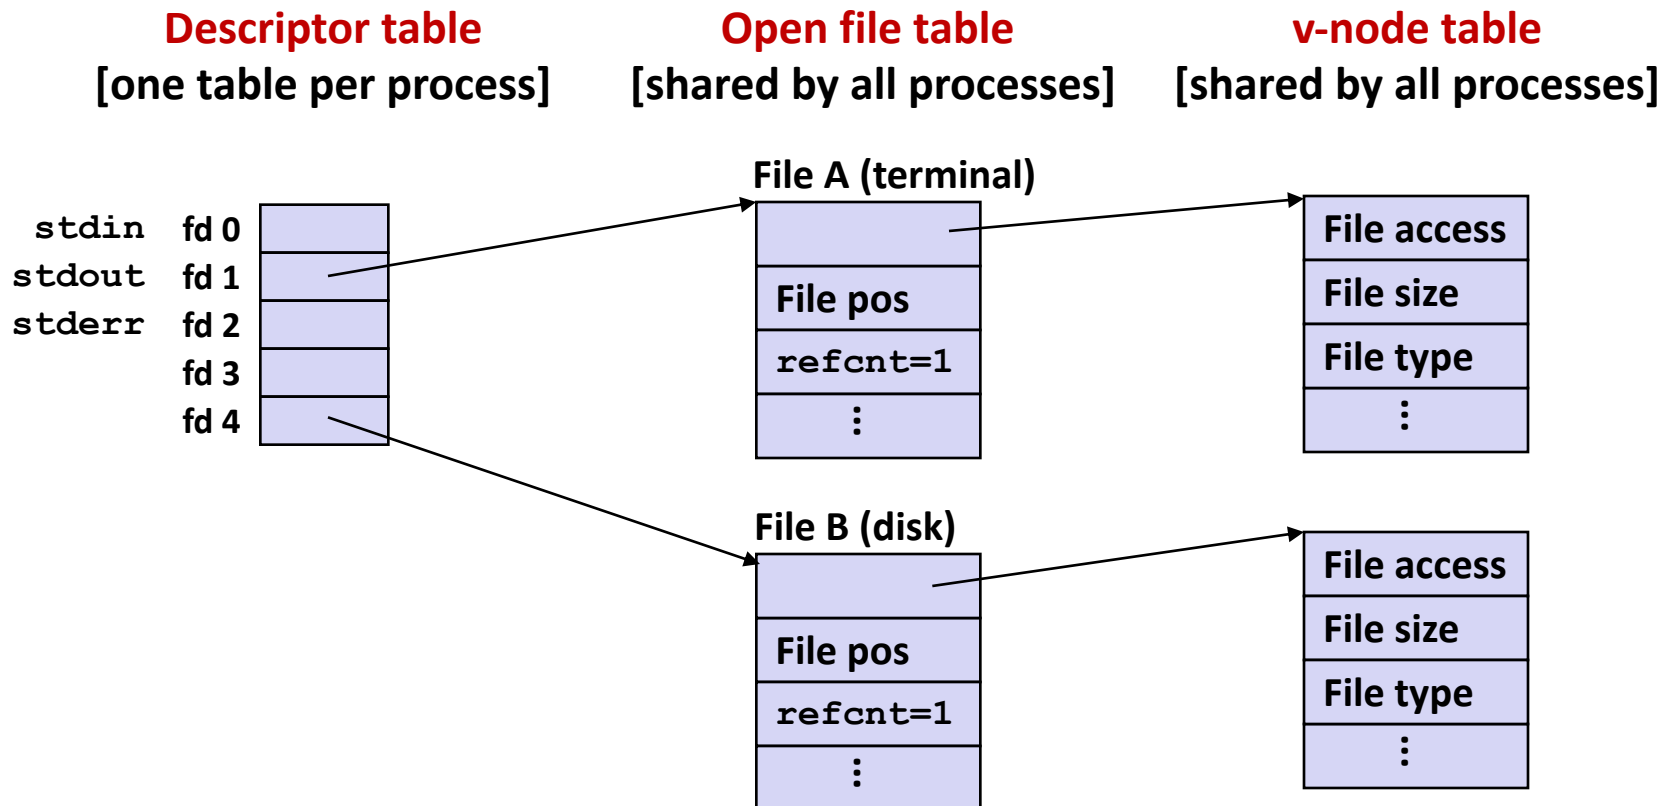 Descriptor table
[one table per process]
Open file table
[shared by all processes]
v-node table
[shared by all processes]
stdin fd 0
stdout fd 1
stderr fd 2
fd 3
fd 4
File A (terminal)
File pos
refcnt=1
⋮
File access
File size
File type
⋮
File B (disk)
File pos
refcnt=1
⋮
File access
File size
File type
⋮